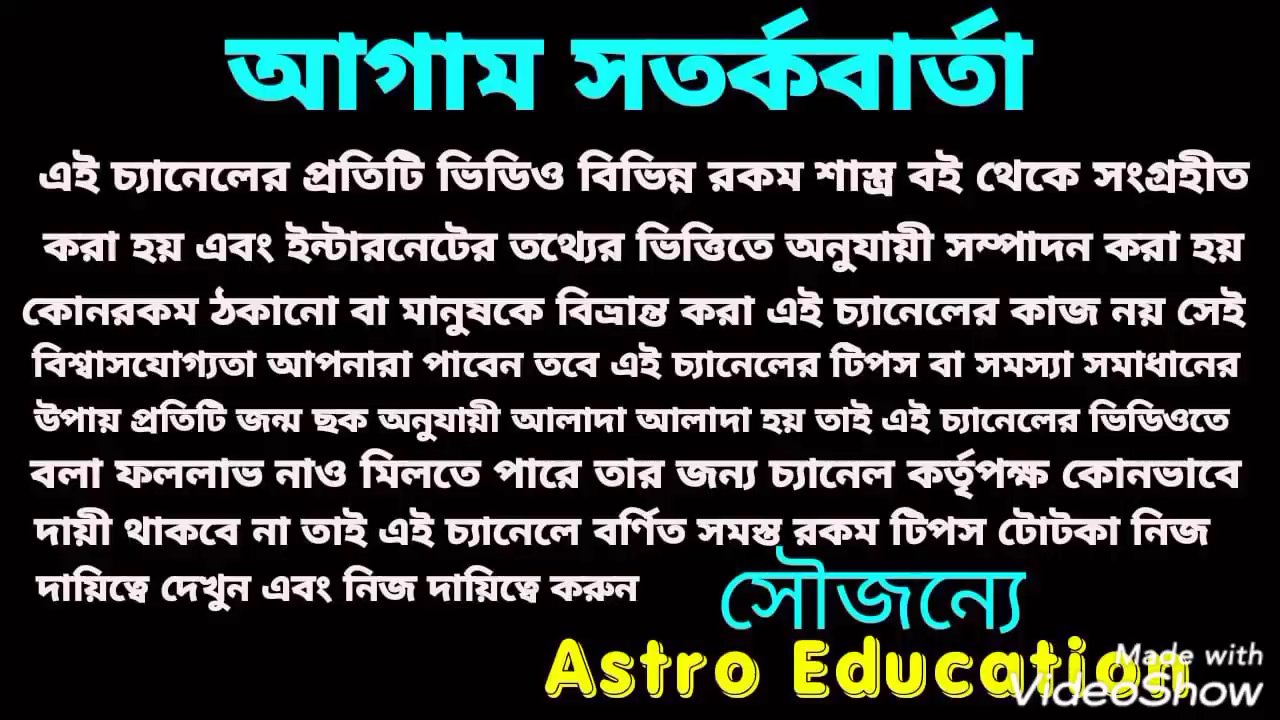 আগাম সতর্কবার্তা
এই চ্যানেলের প্রতিটি ভিডিও বিভিন্ন রকম শাস্ত্র বই থেকে সংগ্রহীত
করা হয় এবং ইন্টারনেটের তথ্যের ভিত্তিতে অনুযায়ী সম্পাদন করা হয়
কোনরকম ঠকানো বা মানুষকে বিভ্রান্ত করা এই চ্যানেলের কাজ নয় সেই
বিশ্বাসযোগ্যতা আপনারা পাবেন তবে এই চ্যানেলের টিপস বা সমস্যা সমাধানের
উপায় প্রতিটি জন্ম ছক অনুযায়ী আলাদা আলাদা হয় তাই এই চ্যানেলের ভিডিওতে
বলা ফললাভ নাও মিলতে পারে তার জন্য চ্যানেল কর্তৃপক্ষ কোনভাবে
দায়ী থাকবে না তাই এই চ্যানেলে বর্ণিত সমস্ত রকম টিপস টোটকা নিজ
দায়িত্বে দেখুন এবং নিজ দায়িত্বে করুন
সৌজন্যে
Astro Education
Made with
VideoShow